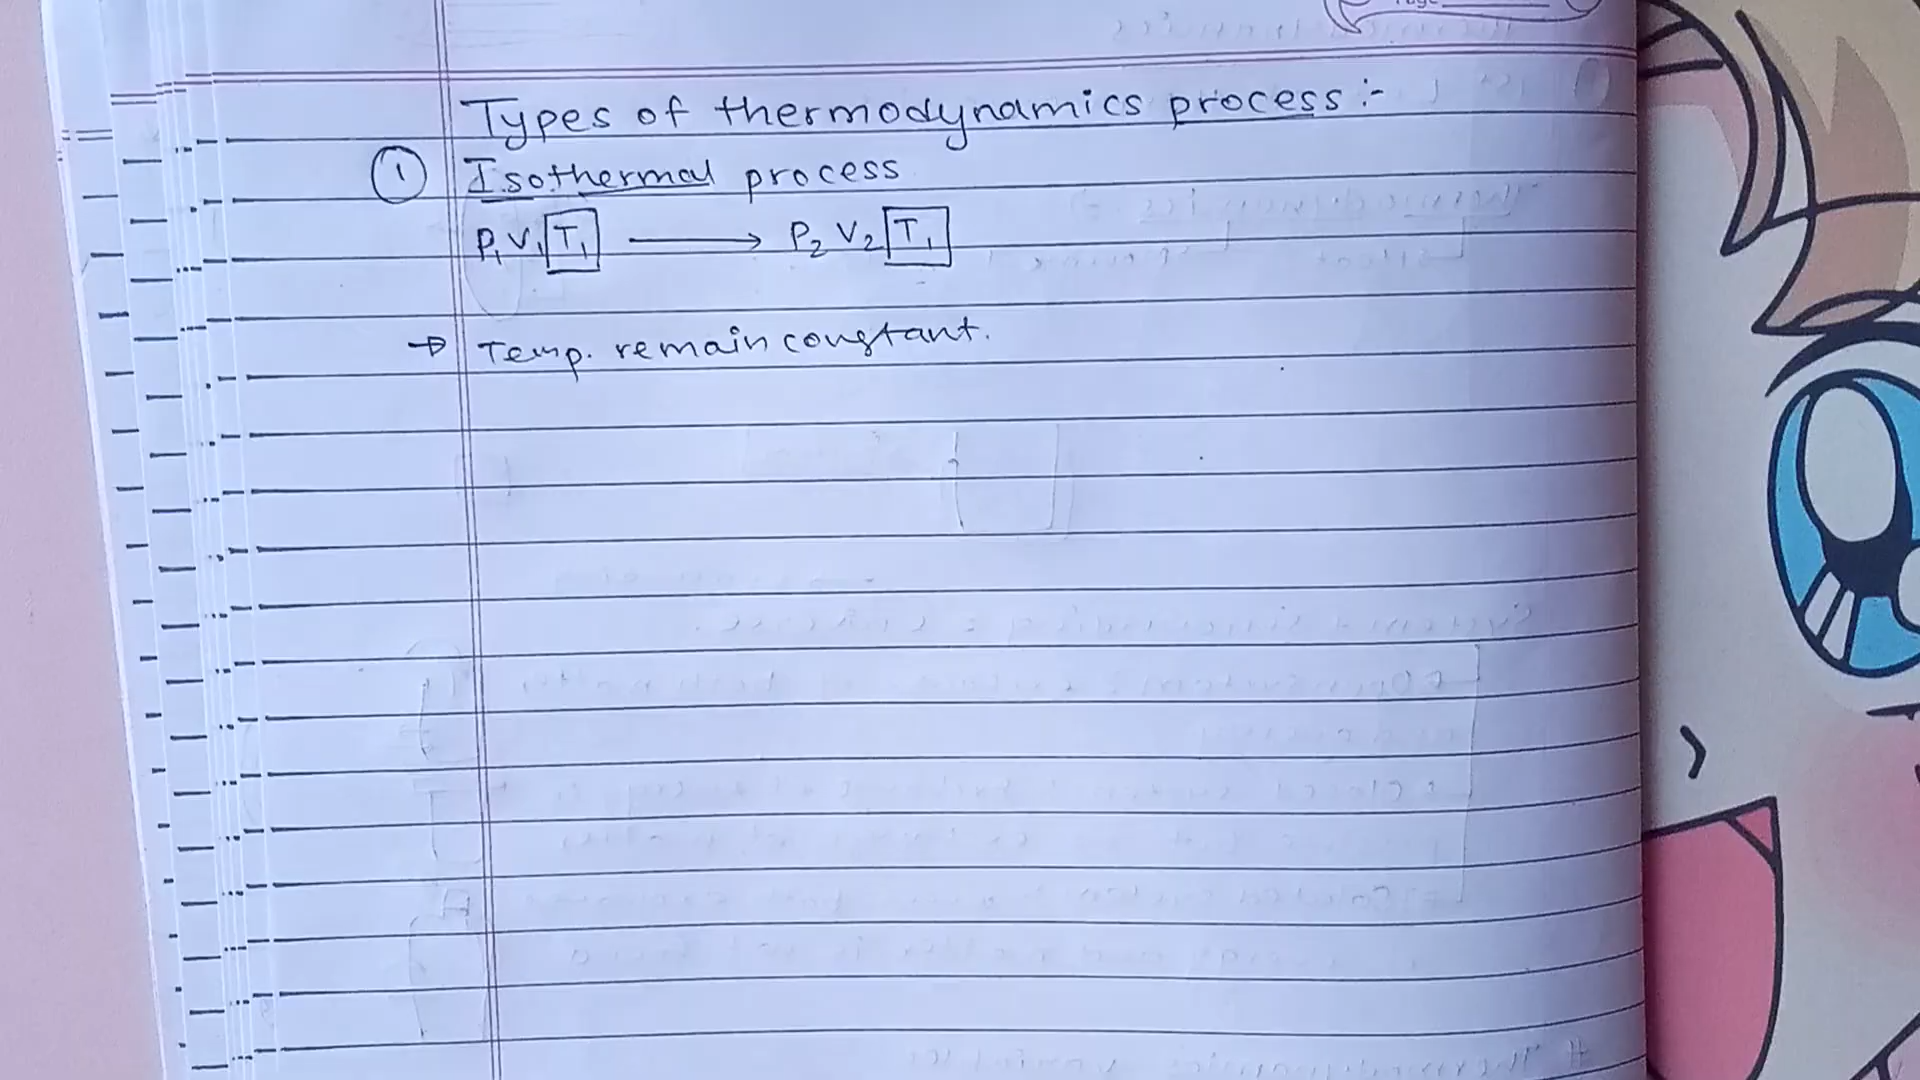 Types of thermodynamics process :-
① Isothermal process
P₁ V₁ T₁ ⟶ P₂ V₂ T₁
→ Temp. remain constant.